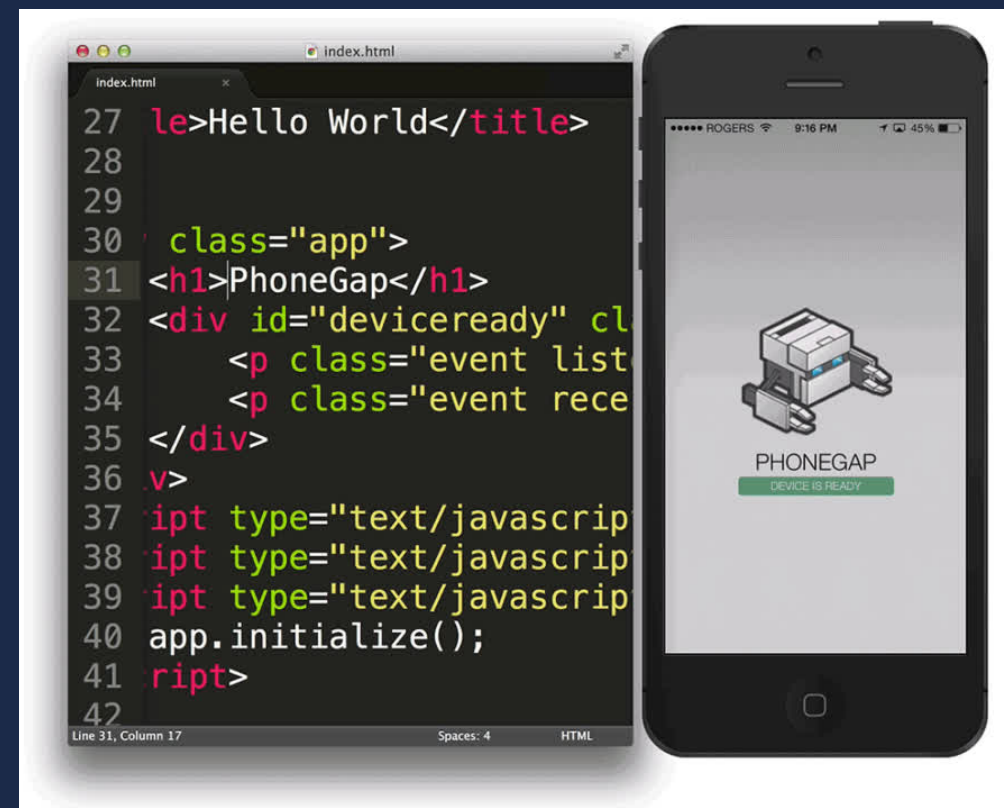 index.html
index.html
27 le>Hello World</title>
28
29
30 class="app">
31 <h1>PhoneGap</h1>
32 <div id="deviceready" cl
33 <p class="event list
34 <p class="event rece
35 </div>
36 v>
37 ipt type="text/javascrip
38 ipt type="text/javascrip
39 ipt type="text/javascrip
40 app.initialize();
41 ript>
42
Line 31, Column 17 Spaces: 4 HTML
ROGERS 9:16 PM 45%
PHONEGAP
DEVICE IS READY